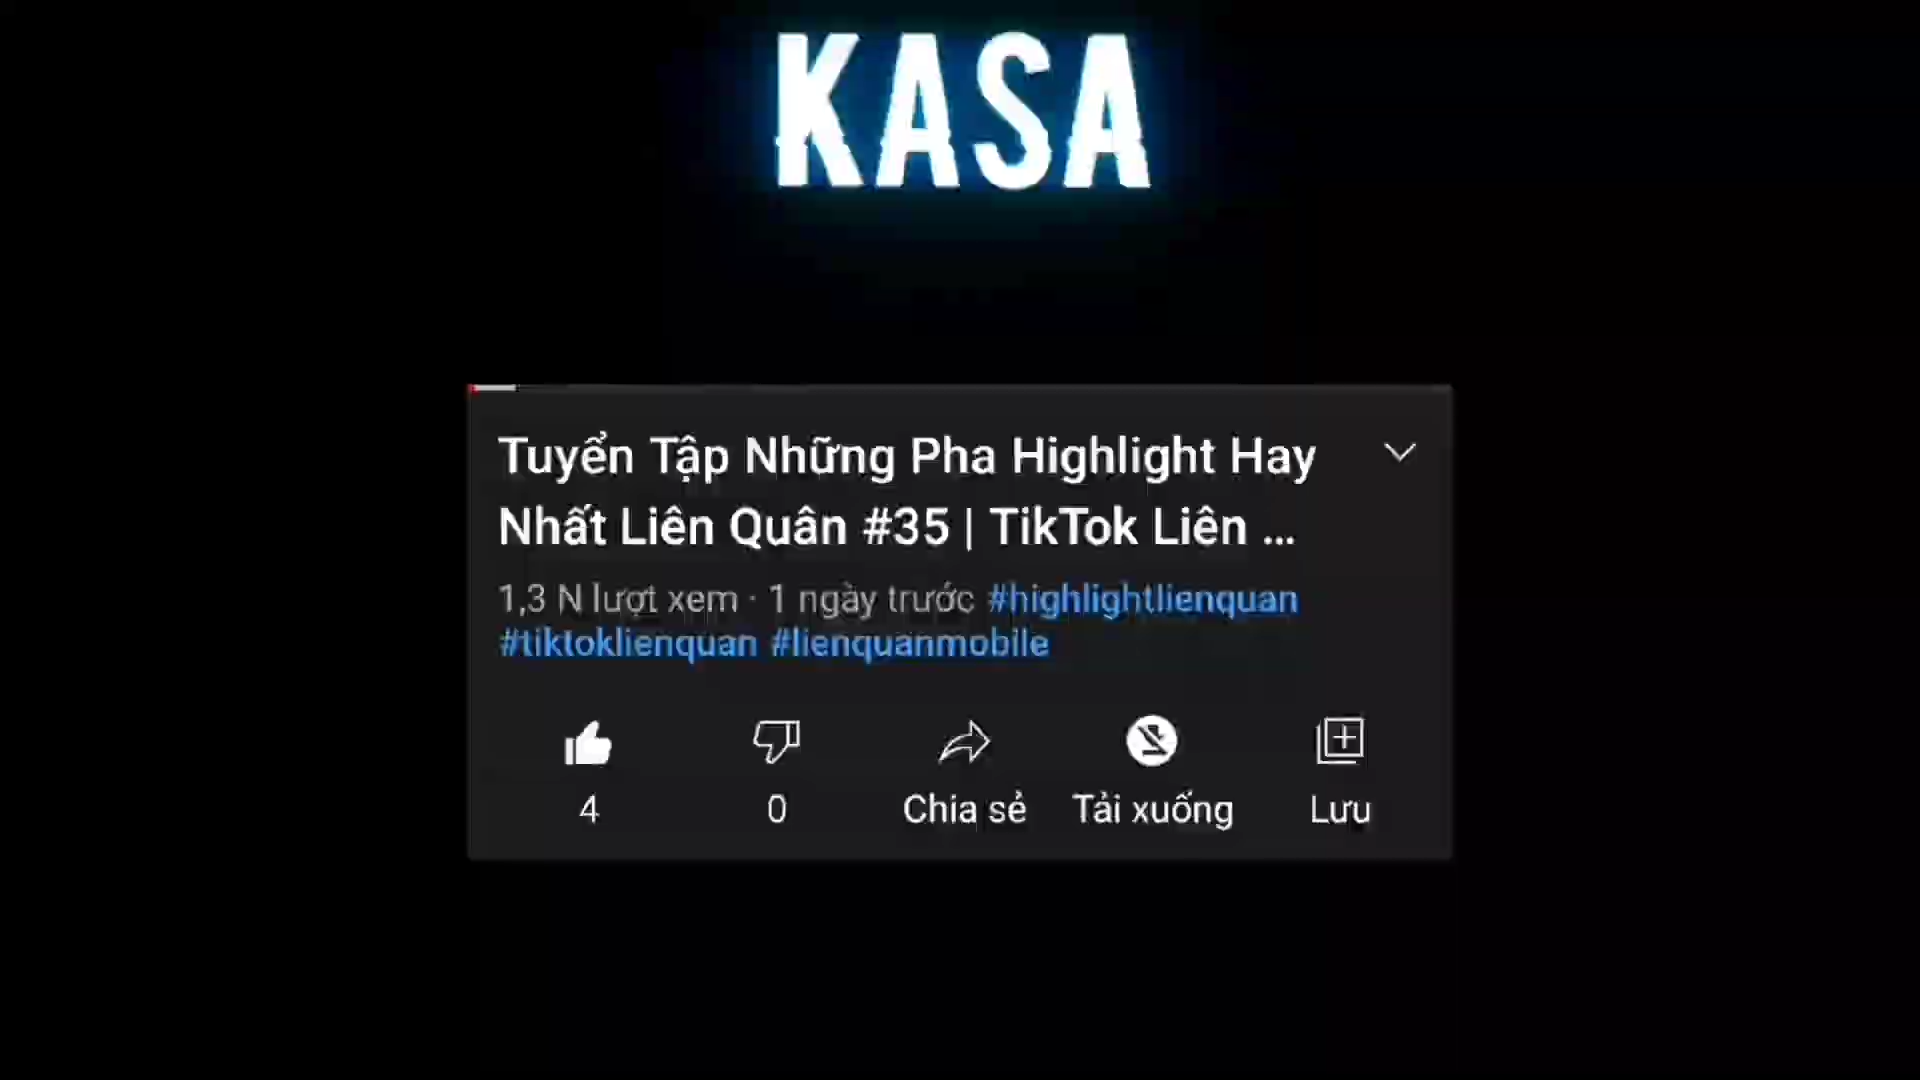 KASA
Tuyển Tập Những Pha Highlight Hay
Nhất Liên Quân #35 | TikTok Liên ...
1,3 N lượt xem · 1 ngày trước #highlightlienquan
#tiktoklienquan #lienquanmobile
4 0 Chia sẻ Tải xuống Lưu